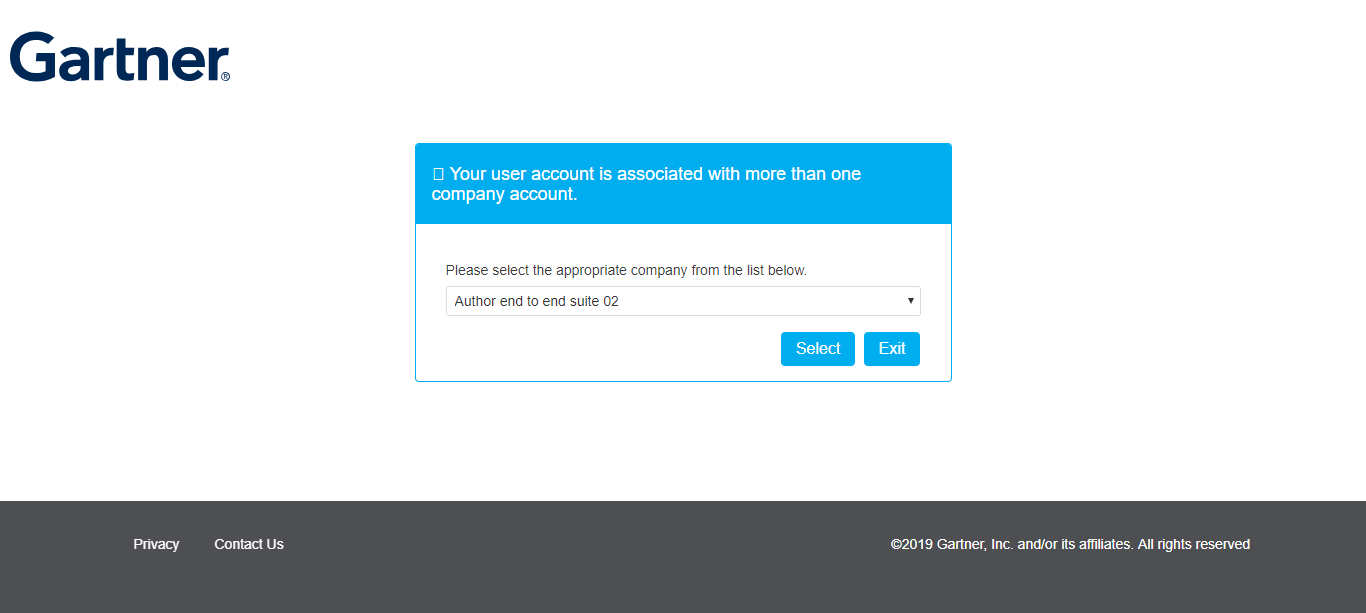 Gartner®
Your user account is associated with more than one
company account.
Please select the appropriate company from the list below.
Author end to end suite 02
Select Exit
Privacy Contact Us ©2019 Gartner, Inc. and/or its affiliates. All rights reserved